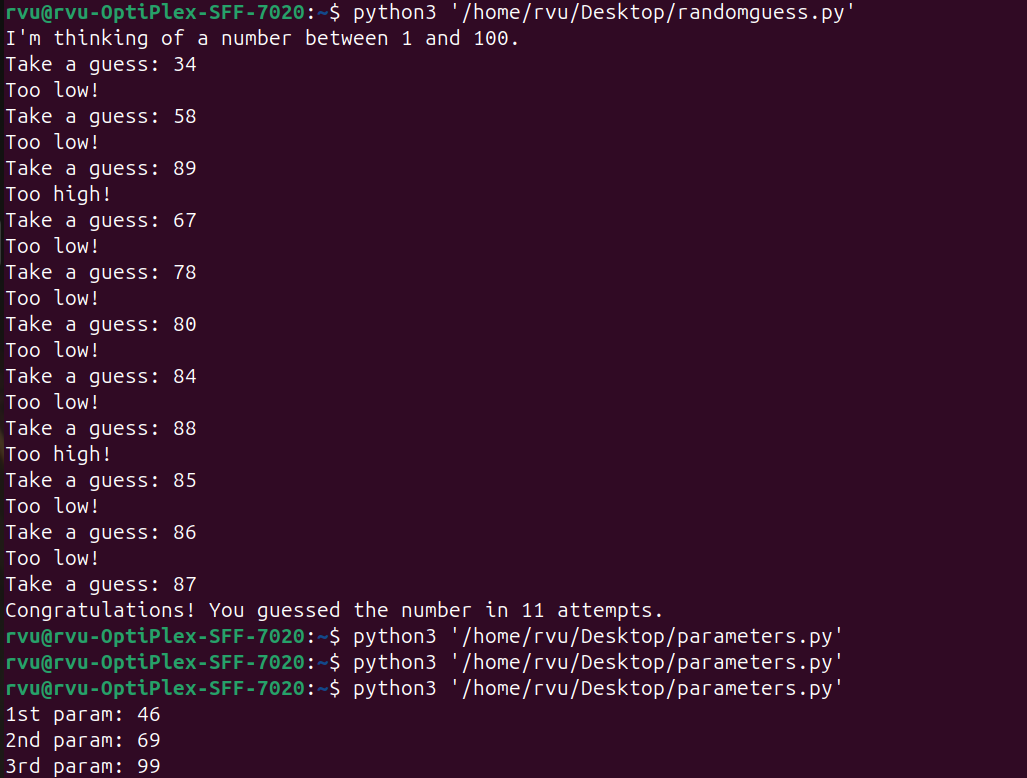 rvu@rvu-OptiPlex-SFF-7020:~$ python3 '/home/rvu/Desktop/randomguess.py'
I'm thinking of a number between 1 and 100.
Take a guess: 34
Too low!
Take a guess: 58
Too low!
Take a guess: 89
Too high!
Take a guess: 67
Too low!
Take a guess: 78
Too low!
Take a guess: 80
Too low!
Take a guess: 84
Too low!
Take a guess: 88
Too high!
Take a guess: 85
Too low!
Take a guess: 86
Too low!
Take a guess: 87
Congratulations! You guessed the number in 11 attempts.
rvu@rvu-OptiPlex-SFF-7020:~$ python3 '/home/rvu/Desktop/parameters.py'
rvu@rvu-OptiPlex-SFF-7020:~$ python3 '/home/rvu/Desktop/parameters.py'
rvu@rvu-OptiPlex-SFF-7020:~$ python3 '/home/rvu/Desktop/parameters.py'
1st param: 46
2nd param: 69
3rd param: 99